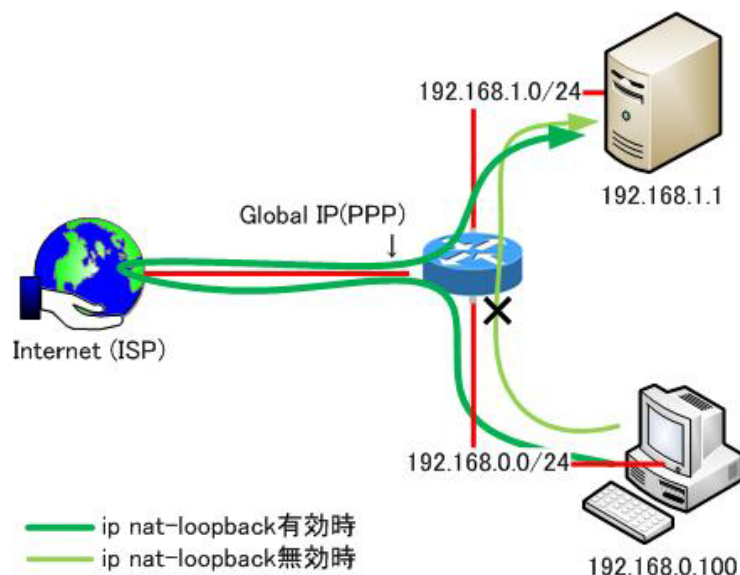 192.168.1.0/24
192.168.1.1
Global IP(PPP)
↓
Internet (ISP)
192.168.0.0/24
ip nat-loopback有効時
ip nat-loopback無効時
192.168.0.100